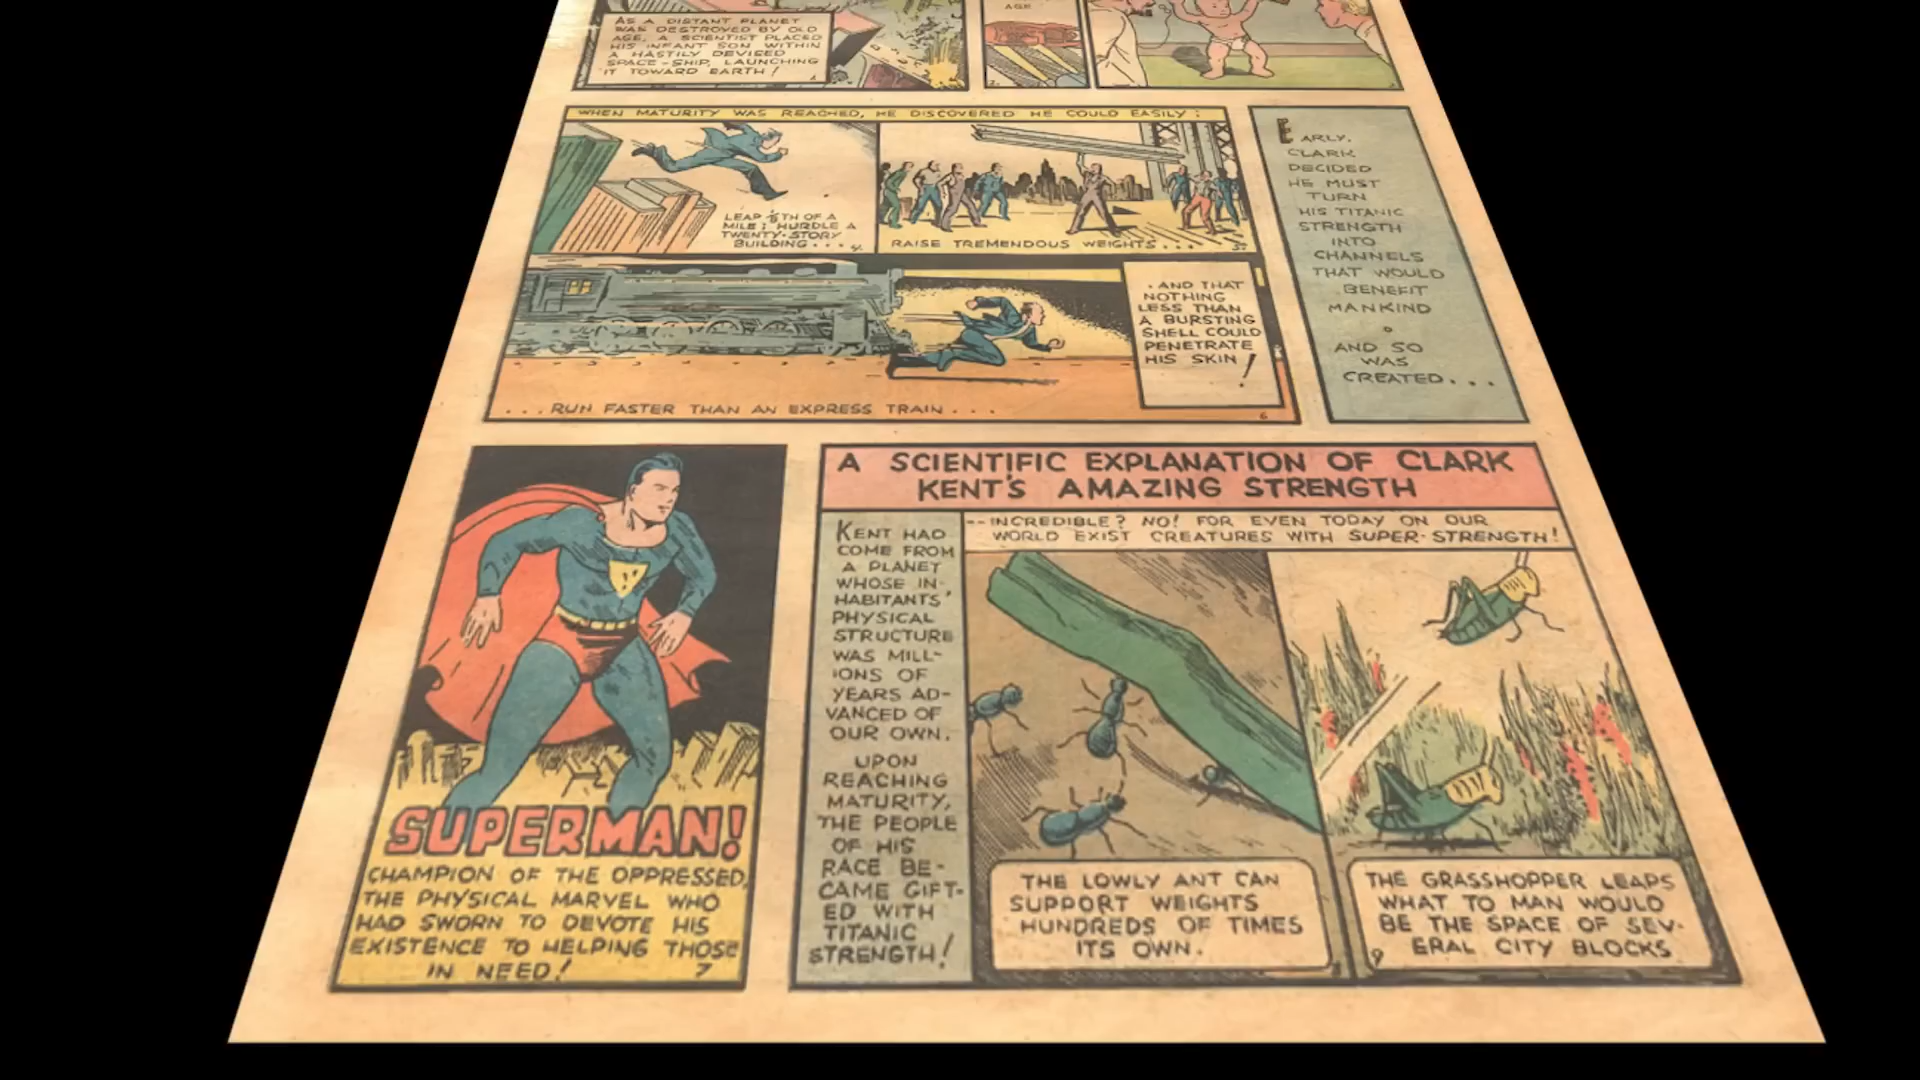 AS A DISTANT PLANET
WAS DESTROYED BY OLD
AGE, A SCIENTIST PLACED
HIS INFANT SON WITHIN
A HASTILY DEVISED
SPACE-SHIP, LAUNCHING
IT TOWARD EARTH!
AGE
WHEN MATURITY WAS REACHED, HE DISCOVERED HE COULD EASILY:
LEAP 1/8TH OF A
MILE; HURDLE A
TWENTY-STORY
BUILDING...
4.
RAISE TREMENDOUS WEIGHTS...
5.
...RUN FASTER THAN AN EXPRESS TRAIN...
.AND THAT
NOTHING
LESS THAN
A BURSTING
SHELL COULD
PENETRATE
HIS SKIN!
6
EARLY,
CLARK
DECIDED
HE MUST
TURN
HIS TITANIC
STRENGTH
INTO
CHANNELS
THAT WOULD
BENEFIT
MANKIND
AND SO
WAS
CREATED...
SUPERMAN!
CHAMPION OF THE OPPRESSED,
THE PHYSICAL MARVEL WHO
HAD SWORN TO DEVOTE HIS
EXISTENCE TO HELPING THOSE
IN NEED!
7
A SCIENTIFIC EXPLANATION OF CLARK
KENT'S AMAZING STRENGTH
KENT HAD
COME FROM
A PLANET
WHOSE IN-
HABITANTS'
PHYSICAL
STRUCTURE
WAS MILL-
IONS OF
YEARS AD-
VANCED OF
OUR OWN.
UPON
REACHING
MATURITY,
THE PEOPLE
OF HIS
RACE BE-
CAME GIFT-
ED WITH
TITANIC
STRENGTH!
--INCREDIBLE? NO! FOR EVEN TODAY ON OUR
WORLD EXIST CREATURES WITH SUPER-STRENGTH!
THE LOWLY ANT CAN
SUPPORT WEIGHTS
HUNDREDS OF TIMES
ITS OWN.
THE GRASSHOPPER LEAPS
WHAT TO MAN WOULD
BE THE SPACE OF SEV-
ERAL CITY BLOCKS
9